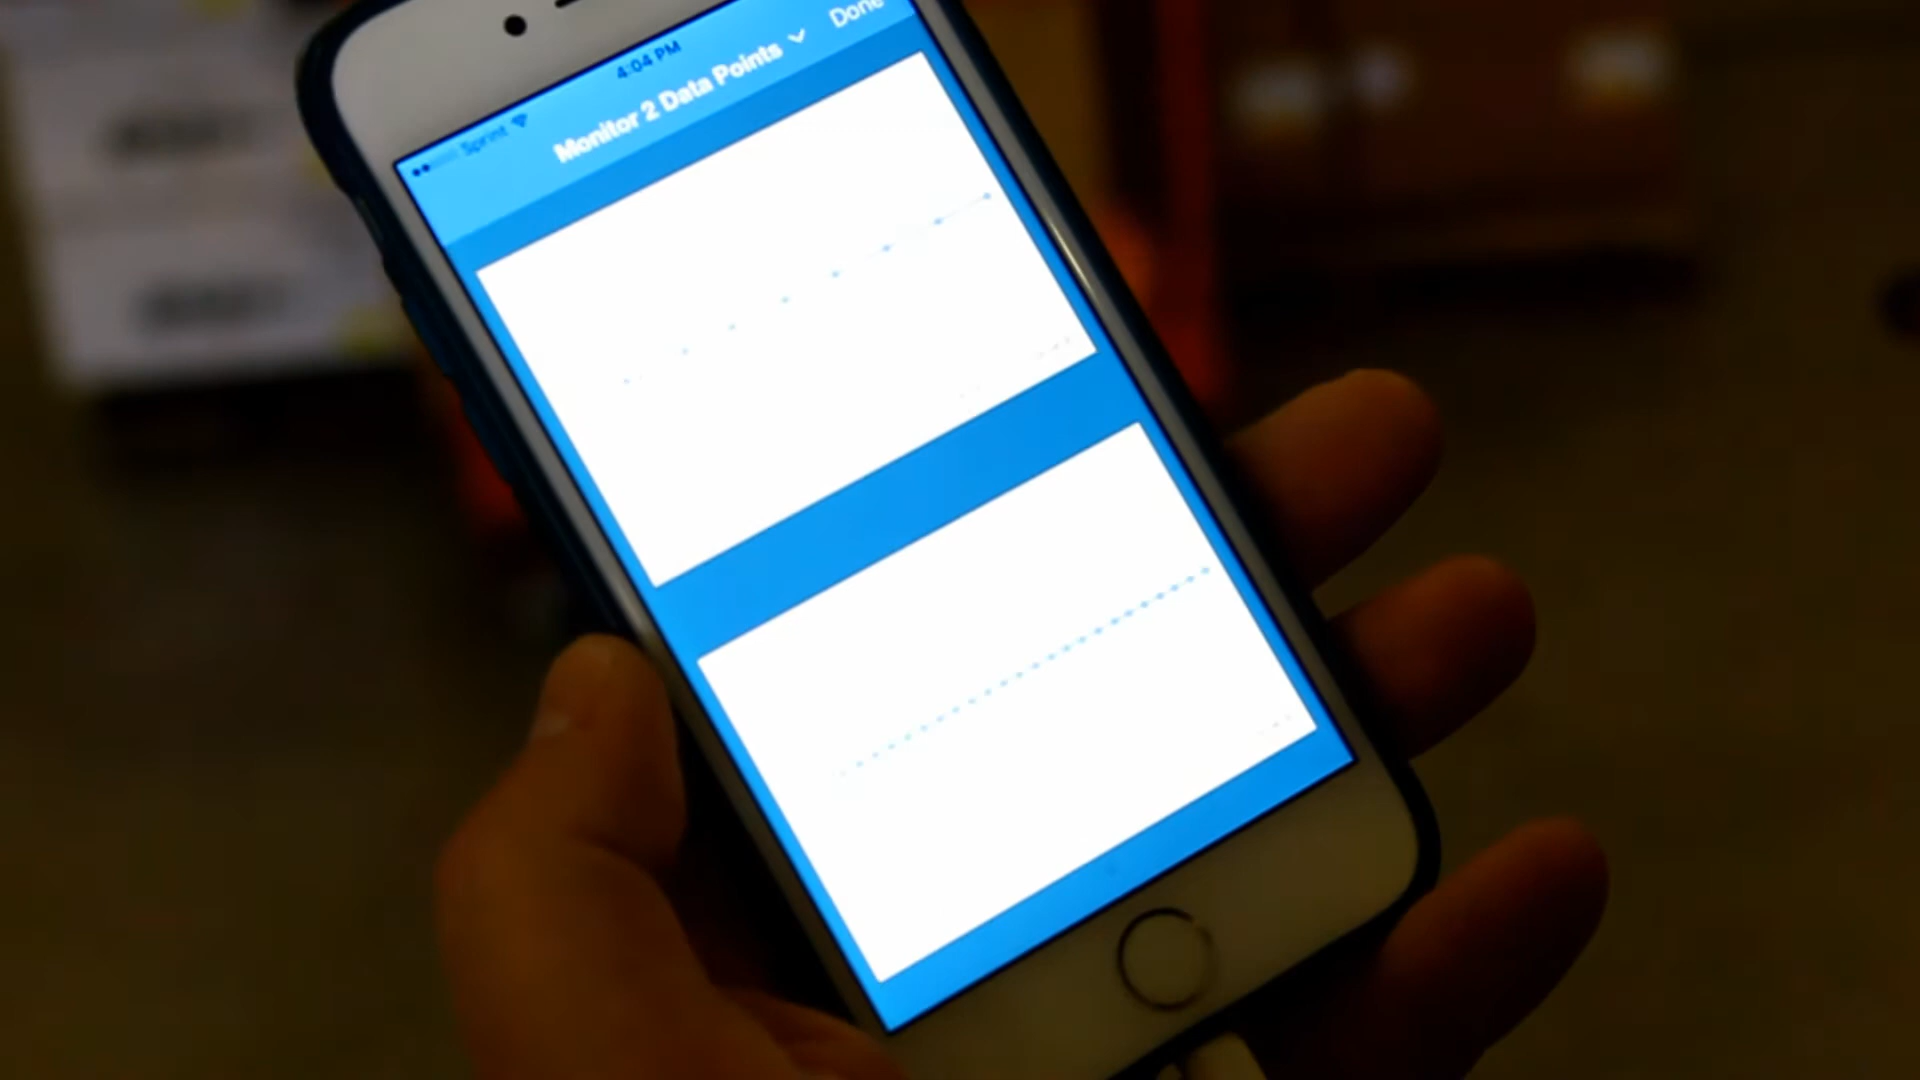 Sprint
4:04 PM
Monitor 2 Data Points
Done